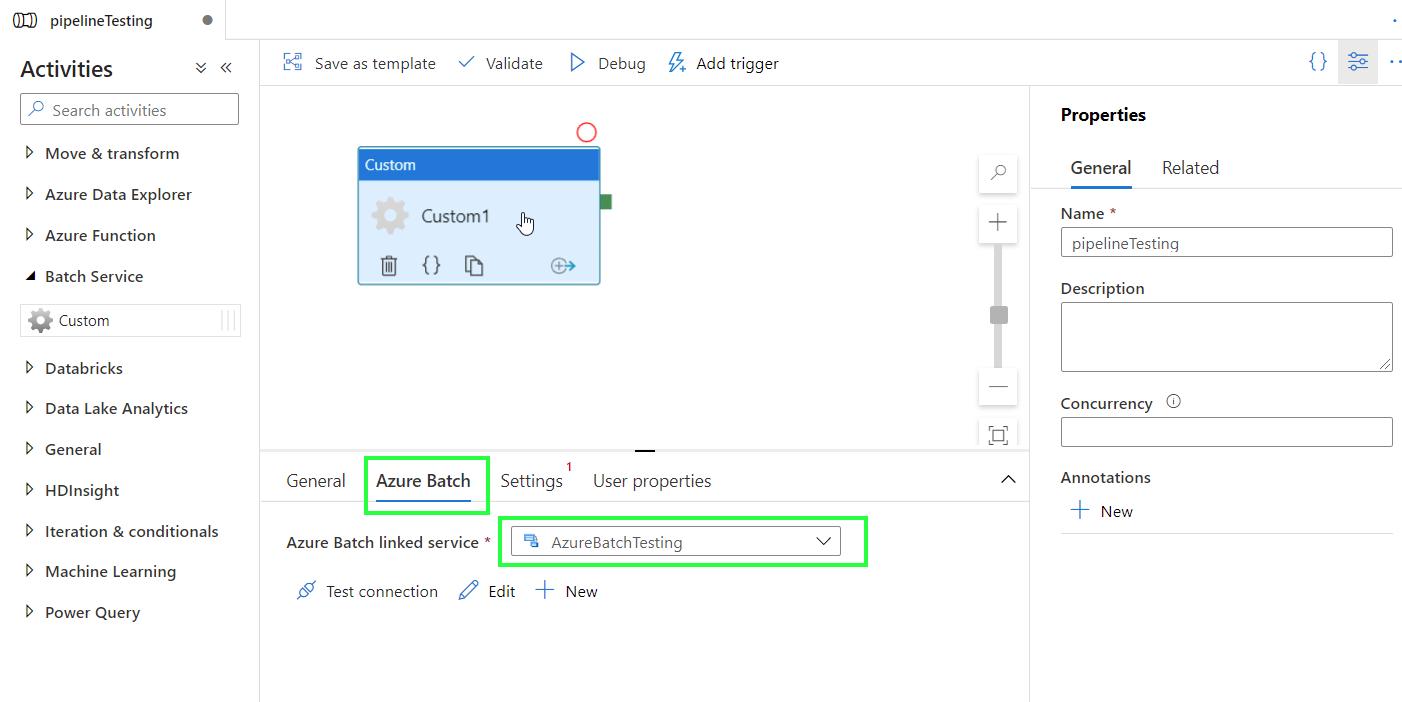 pipelineTesting
Activities
Search activities
Move & transform
Azure Data Explorer
Azure Function
Batch Service
Custom
Databricks
Data Lake Analytics
General
HDInsight
Iteration & conditionals
Machine Learning
Power Query
Save as template
Validate
Debug
Add trigger
{}
Custom
Custom1
{}
General
Azure Batch
Settings 1
User properties
Azure Batch linked service *
AzureBatchTesting
Test connection
Edit
New
Properties
General
Related
Name *
pipelineTesting
Description
Concurrency
Annotations
New